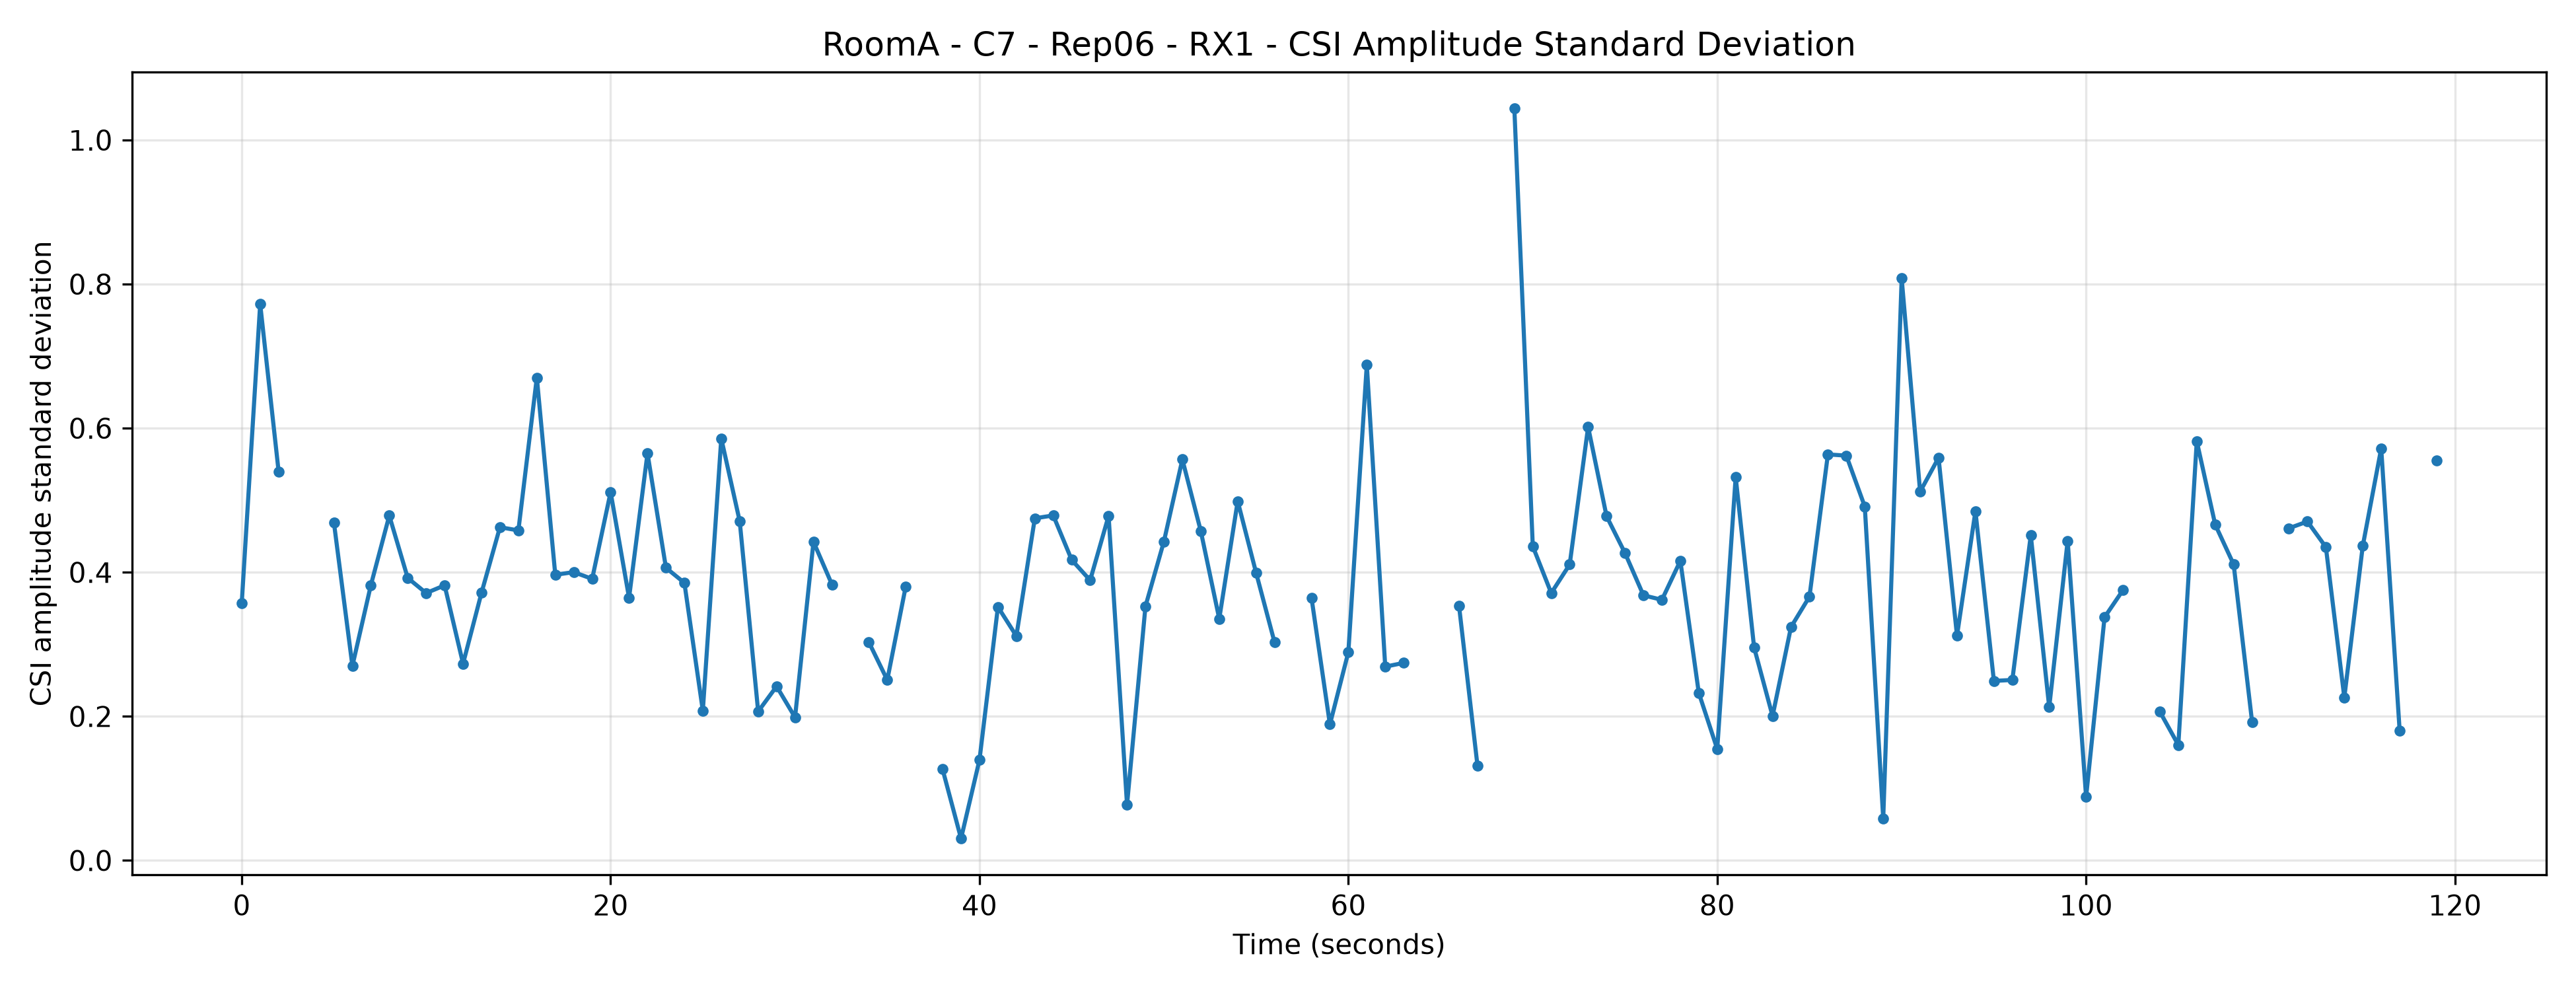 RoomA - C7 - Rep06 - RX1 - CSI Amplitude Standard Deviation
CSI amplitude standard deviation
1.0
0.8
0.6
0.4
0.2
0.0
0 20 40 60 80 100 120
Time (seconds)